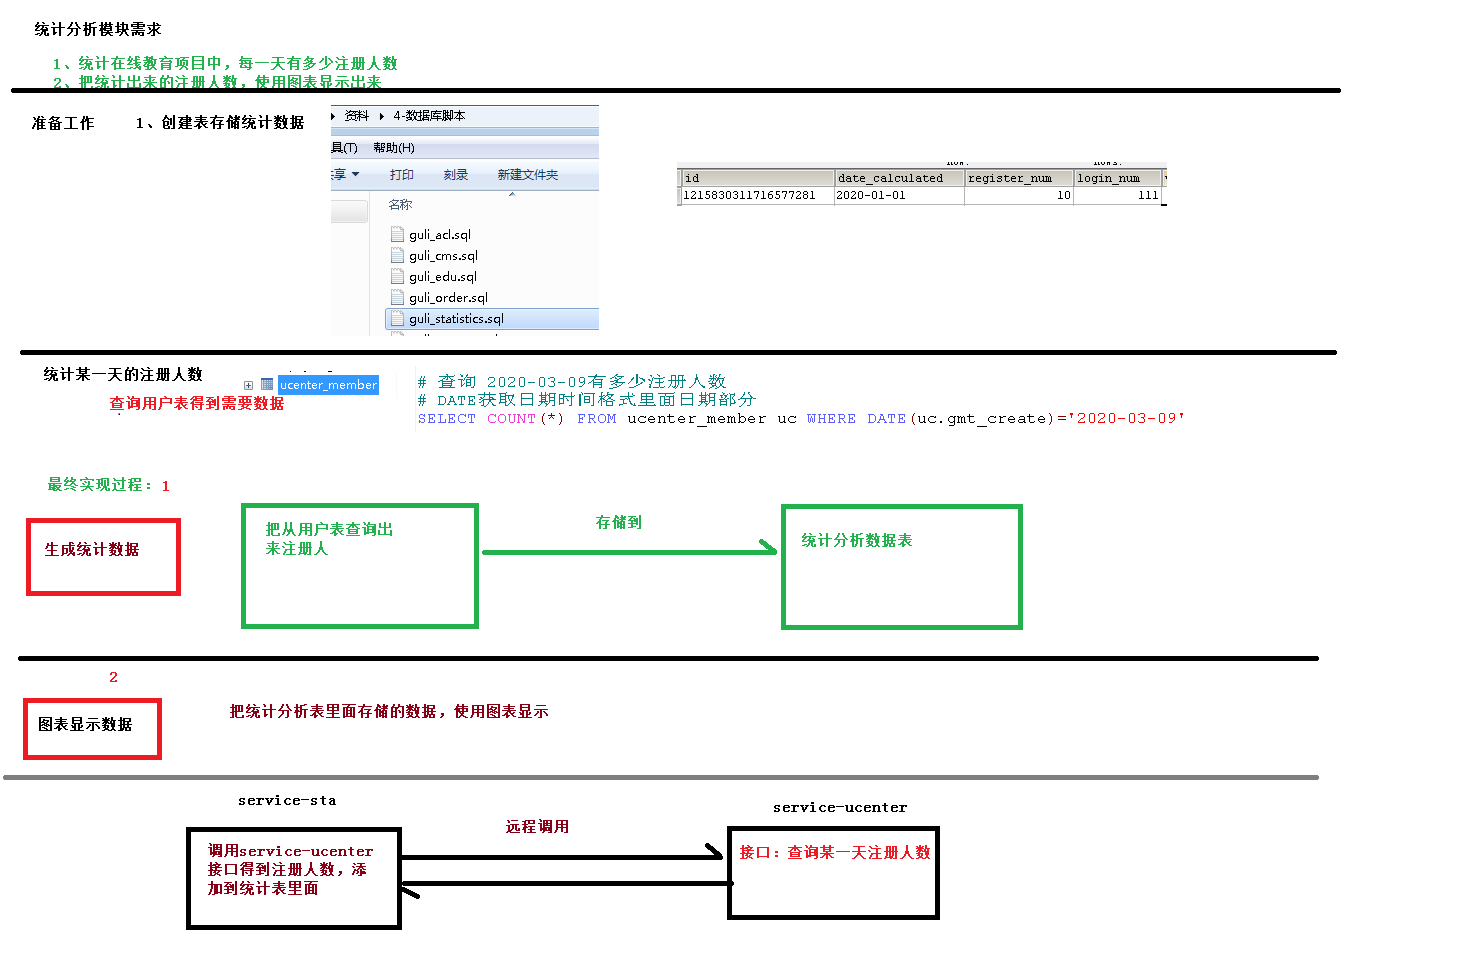 统计分析模块需求
1、统计在线教育项目中，每一天有多少注册人数
2、把统计出来的注册人数，使用图表显示出来
准备工作
1、创建表存储统计数据
资料 4-数据库脚本
具(T) 帮助(H)
享 打印 刻录 新建文件夹
名称
guli_acl.sql
guli_cms.sql
guli_edu.sql
guli_order.sql
guli_statistics.sql
id date_calculated register_num login_num
1215830311716577281 2020-01-01 10 111
统计某一天的注册人数
查询用户表得到需要数据
ucenter_member
# 查询 2020-03-09有多少注册人数
# DATE获取日期时间格式里面日期部分
SELECT COUNT(*) FROM ucenter_member uc WHERE DATE(uc.gmt_create)='2020-03-09'
最终实现过程：1
生成统计数据
把从用户表查询出
来注册人
存储到
统计分析数据表
2
图表显示数据
把统计分析表里面存储的数据，使用图表显示
service-sta
调用service-ucenter
接口得到注册人数，添
加到统计表里面
远程调用
service-ucenter
接口：查询某一天注册人数